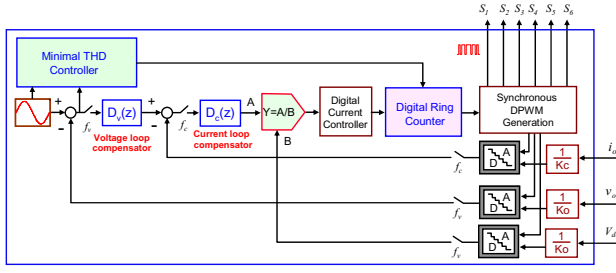 S1 S2 S3 S4 S5 S6
Minimal THD
Controller
+
-
fv
Dv(z)
Voltage loop
compensator
+
-
fc
Dc(z)
Current loop
compensator
A
Y=A/B
B
Digital
Current
Controller
Digital Ring
Counter
Synchronous
DPWM
Generation
fc
A
D
1
Kc
io
fv
A
D
1
Ko
vo
fv
A
D
1
Ko
Vd